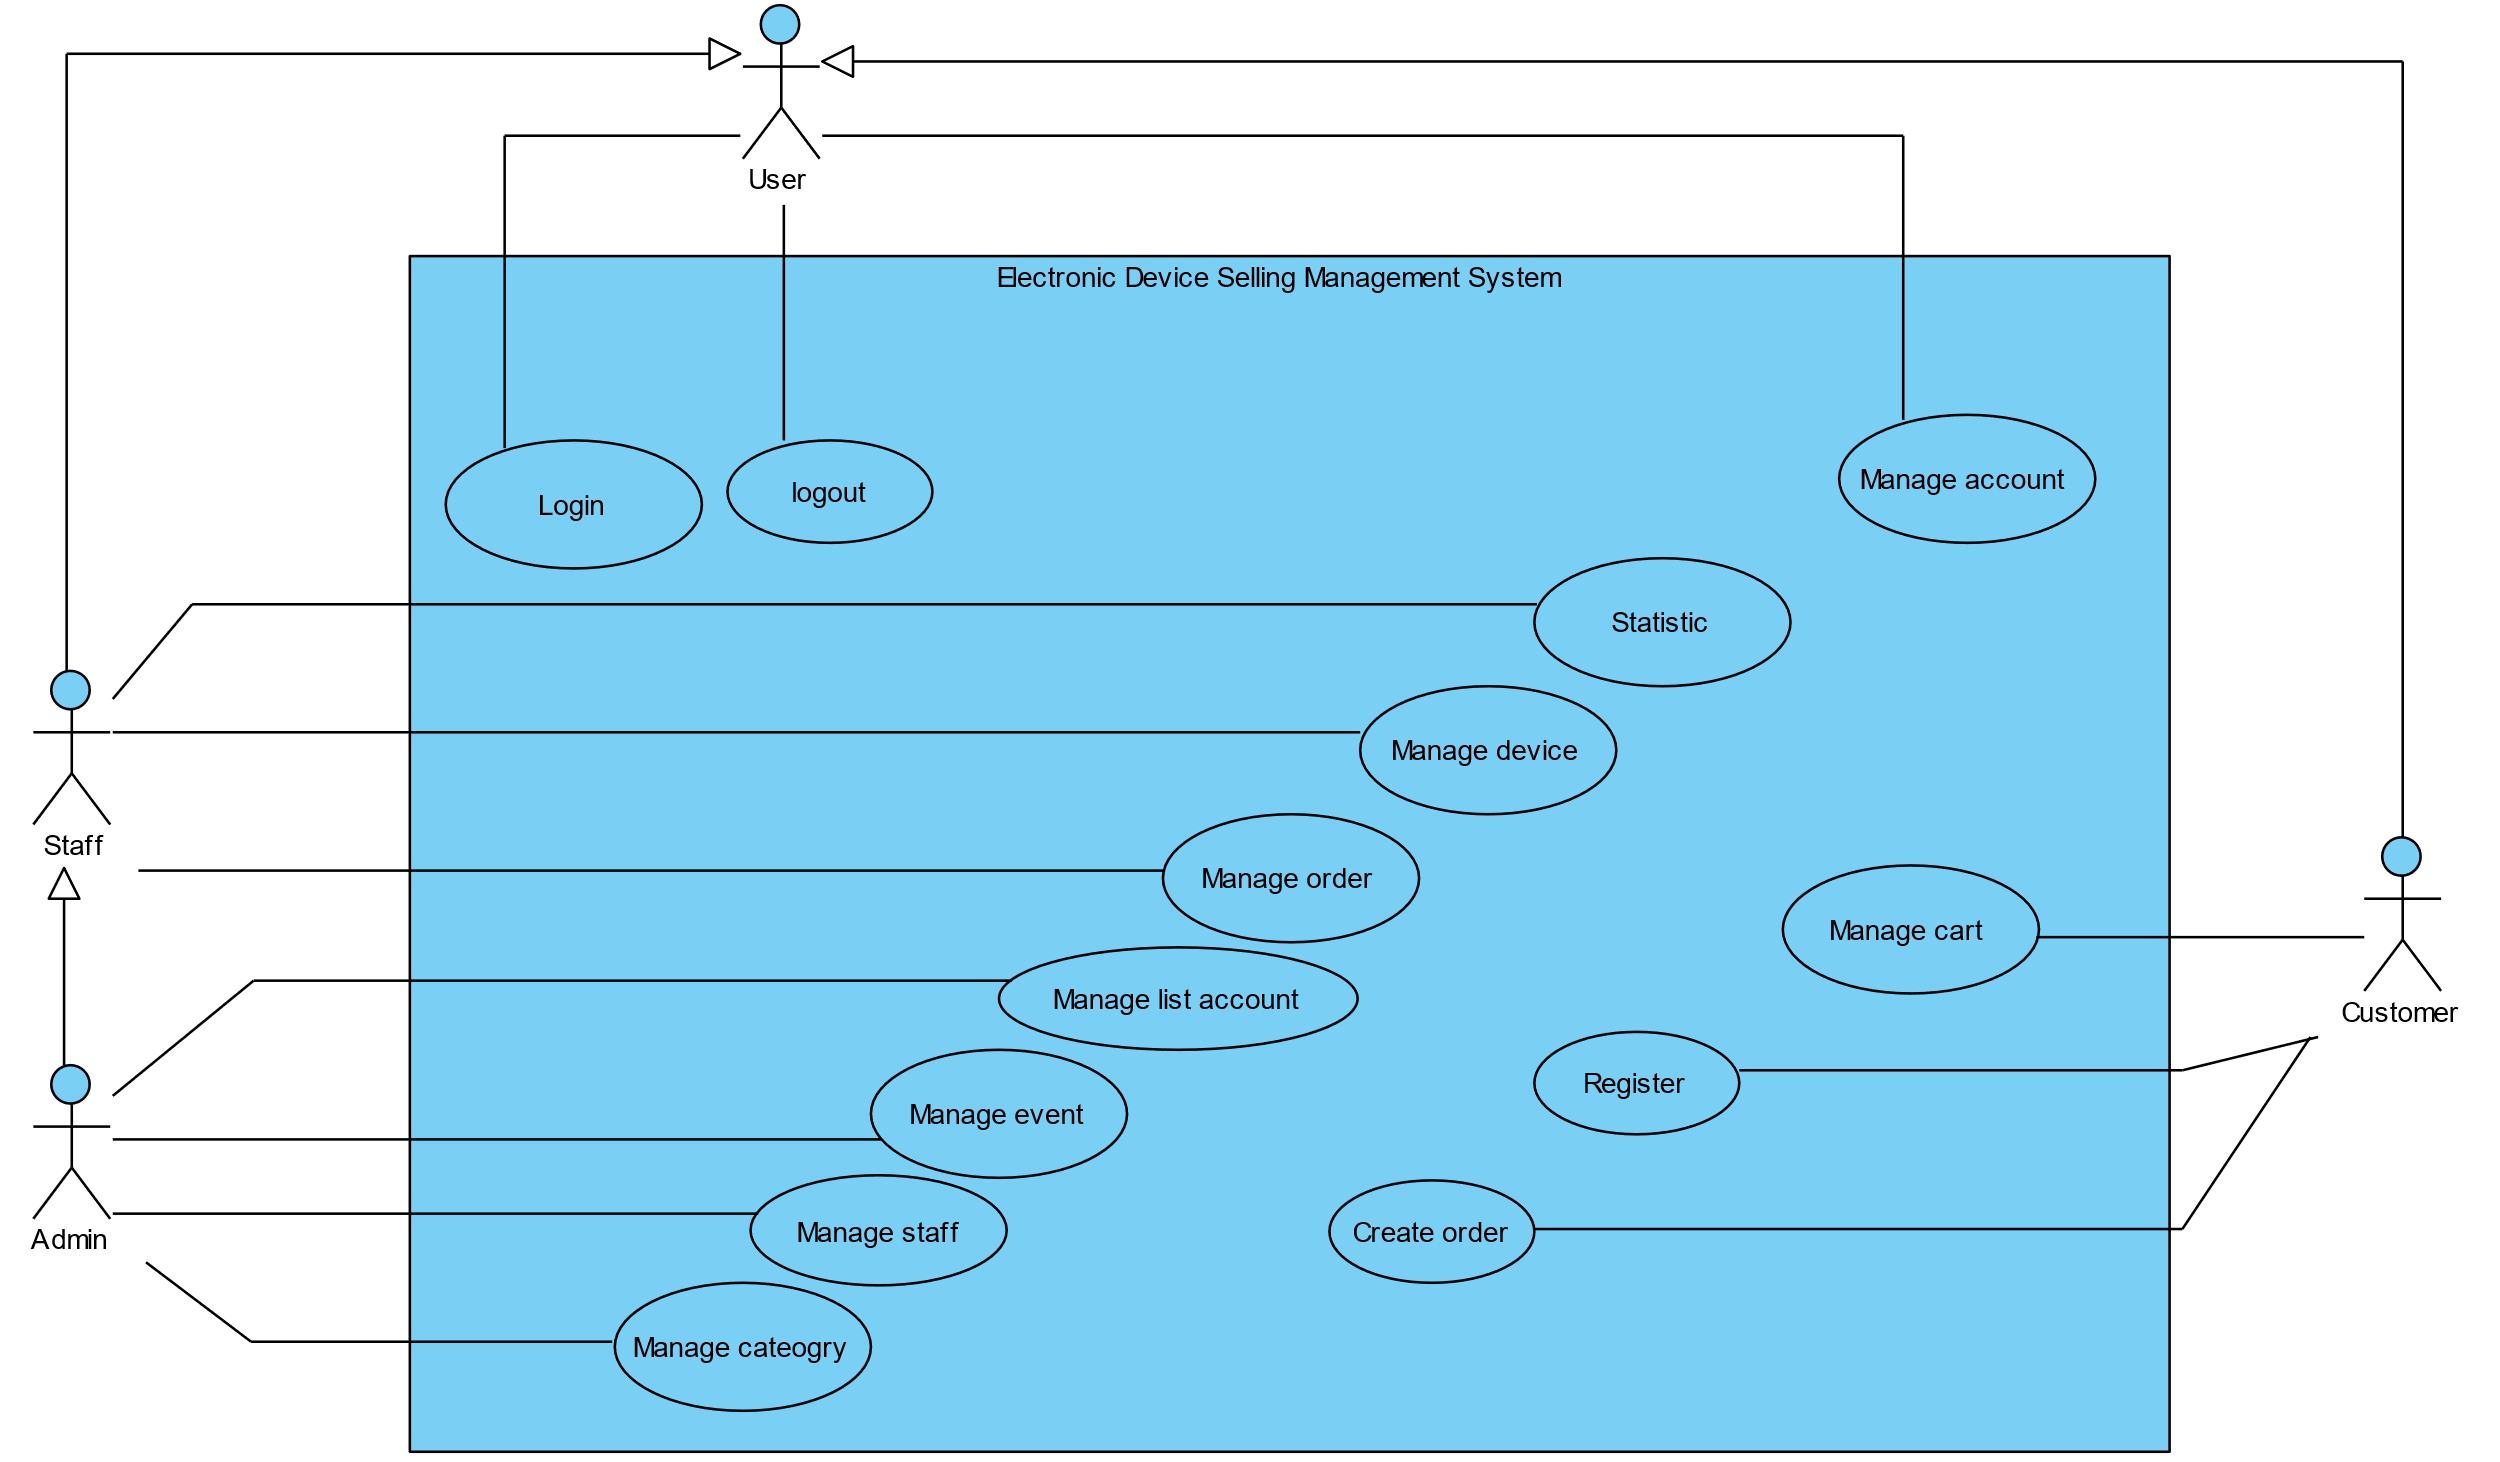 User
Electronic Device Selling Management System
Login
logout
Manage account
Statistic
Manage device
Staff
Manage order
Manage cart
Manage list account
Customer
Register
Manage event
Manage staff
Create order
Admin
Manage cateogry